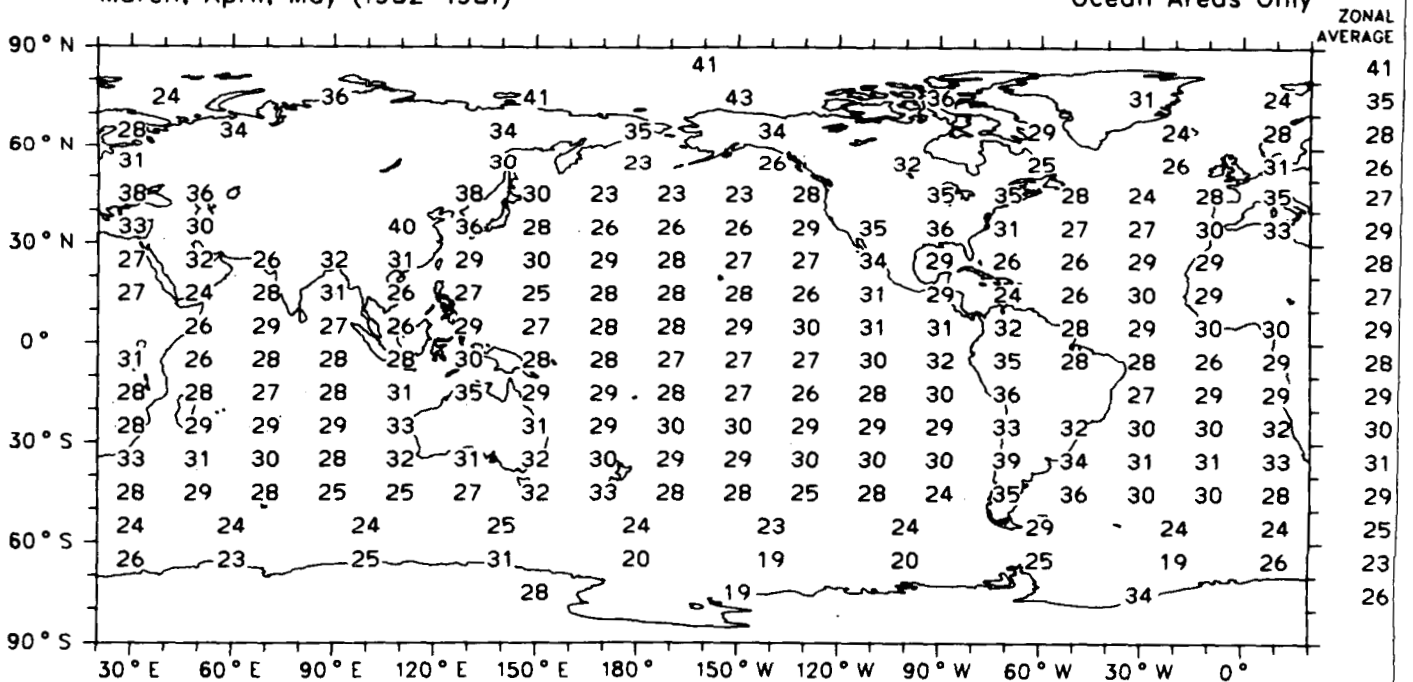 March, April, May (1952-1981) Ocean Areas Only
ZONAL
AVERAGE
90°N
41 41
24 36 41 43 36 31 24 35
28 34 34 35 34 29 24 28 28
60°N
31 30 23 26 32 25 26 31 26
38 36 38 30 23 23 23 28 35 35 28 24 28 35 27
33 30 40 36 28 26 26 26 29 35 36 31 27 27 30 33 29
30°N
27 32 26 32 31 29 30 29 28 27 27 34 29 26 26 29 29 28
27 24 28 31 26 27 25 28 28 28 26 31 29 24 26 30 29 27
26 29 27 26 29 27 28 28 29 30 31 31 32 28 29 30 30 29
0°
31 26 28 28 28 30 28 28 27 27 27 30 32 35 28 28 26 29 28
28 28 27 28 31 35 29 29 28 27 26 28 30 36 27 29 29 29
28 29 29 29 33 31 29 30 30 29 29 29 33 32 30 30 32 30
30°S
33 31 30 28 32 31 32 30 29 29 30 30 30 39 34 31 31 33 31
28 29 28 25 25 27 32 33 28 28 25 28 24 35 36 30 30 28 29
24 24 24 25 24 23 24 29 24 24 25
60°S
26 23 25 31 20 19 20 25 19 26 23
28 19 34 26
90°S
30°E 60°E 90°E 120°E 150°E 180° 150°W 120°W 90°W 60°W 30°W 0°